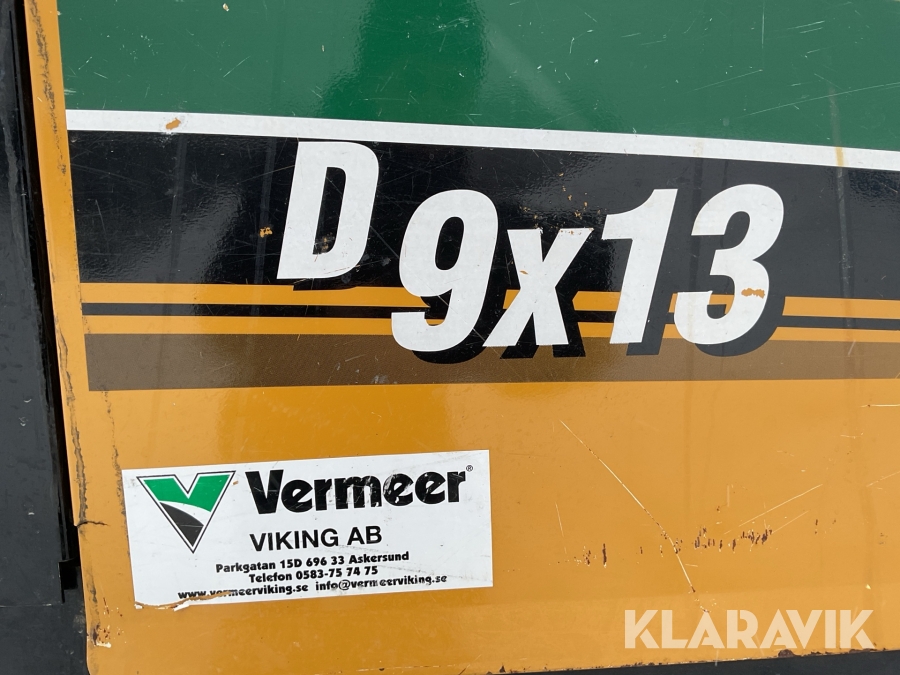 D 9x13
Vermeer®
VIKING AB
Parkgatan 15D 696 33 Askersund
Telefon 0583-75 74 75
www.vermeerviking.se info@vermeerviking.se
KLARAVIK